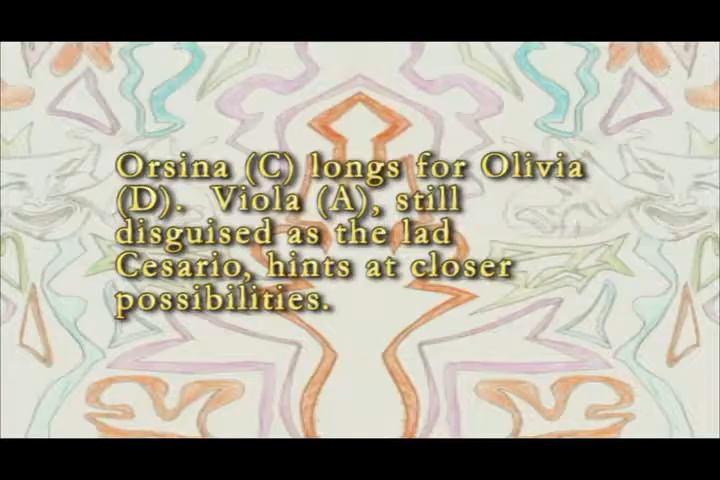 Orsina (C) longs for Olivia
(D).  Viola (A), still
disguised as the lad
Cesario, hints at closer
possibilities.